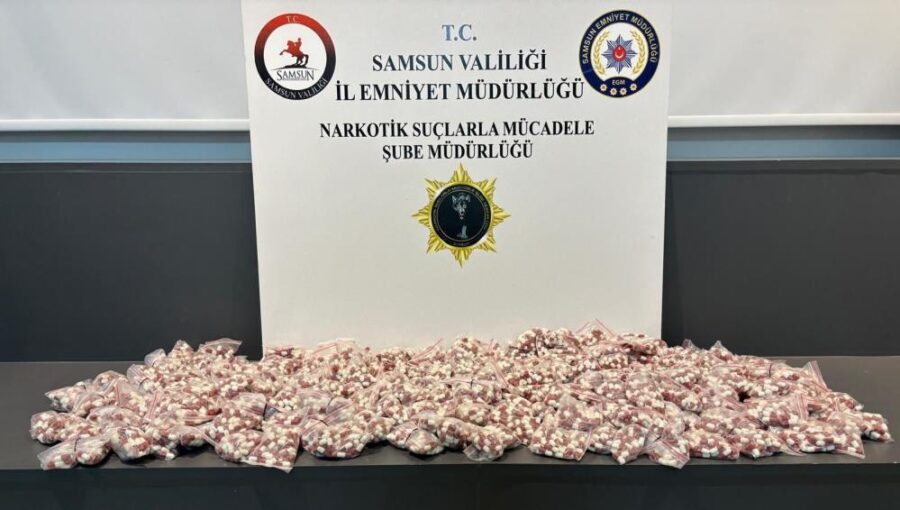 T.C.
SAMSUN
SAMSUN VALİLİĞİ
T.C.
SAMSUN VALİLİĞİ
İL EMNİYET MÜDÜRLÜĞÜ
SAMSUN EMNİYET MÜDÜRLÜĞÜ
EGM
NARKOTİK SUÇLARLA MÜCADELE
ŞUBE MÜDÜRLÜĞÜ